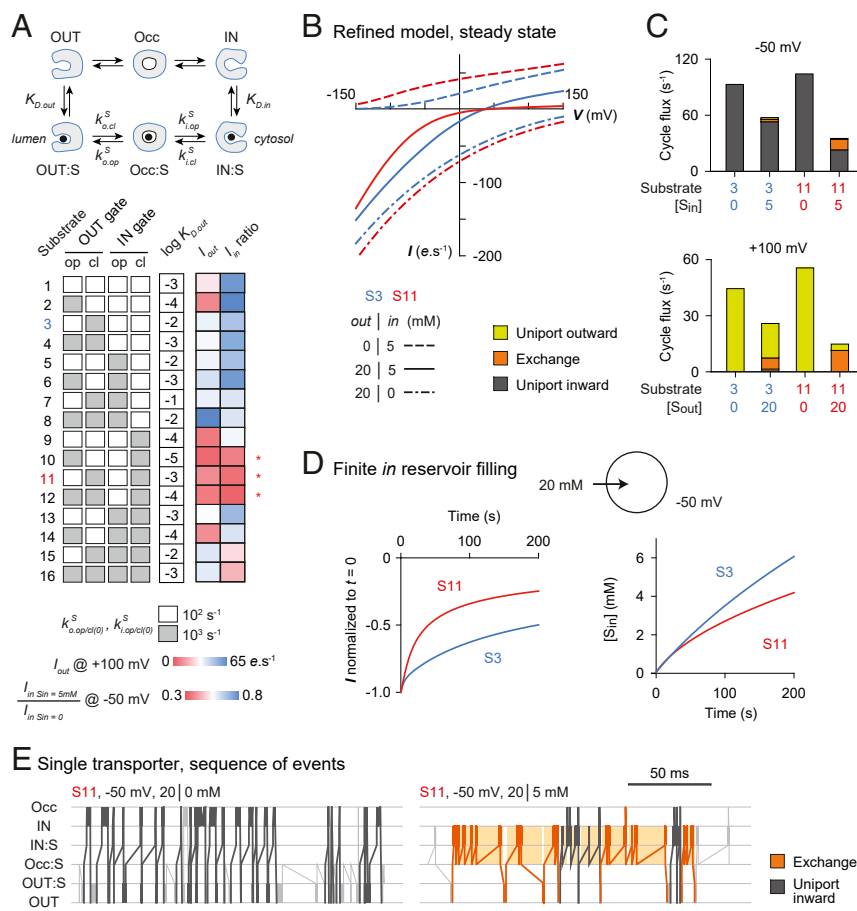 A
OUT Occ IN
K_D.out K_D.in
lumen k^S_o.cl k^S_i.op cytosol
k^S_o.op k^S_i.cl
OUT:S Occ:S IN:S
Substrate OUT gate IN gate log K_D.out I_out I_in ratio
op cl op cl
1 -3
2 -4
3 -2
4 -3
5 -2
6 -3
7 -1
8 -2
9 -4
10 -5 *
11 -3 *
12 -4 *
13 -3
14 -4
15 -2
16 -3
k^S_o.op/cl(0), k^S_i.op/cl(0) 10² s⁻¹
10³ s⁻¹
I_out @ +100 mV 0 65 e.s⁻¹
I_in Sin = 5mM / I_in Sin = 0 @ -50 mV 0.3 0.8
B Refined model, steady state
-150 150
V (mV)
-100
I (e.s⁻¹) -200
S3 S11
out | in (mM)
0 | 5
20 | 5
20 | 0
Uniport outward
Exchange
Uniport inward
C
-50 mV
Cycle flux (s⁻¹)
120
60
0
Substrate 3 3 11 11
[Sin] 0 5 0 5
+100 mV
Cycle flux (s⁻¹)
100
50
0
Substrate 3 3 11 11
[Sout] 0 20 0 20
D Finite in reservoir filling
20 mM -50 mV
Time (s)
0 100 200
I normalized to t = 0
0
-0.5
-1.0
S11
S3
[Sin] (mM)
6
4
2
0
S3
S11
0 100 200
Time (s)
E Single transporter, sequence of events
S11, -50 mV, 20 | 0 mM
S11, -50 mV, 20 | 5 mM
50 ms
Occ
IN
IN:S
Occ:S
OUT:S
OUT
Exchange
Uniport inward